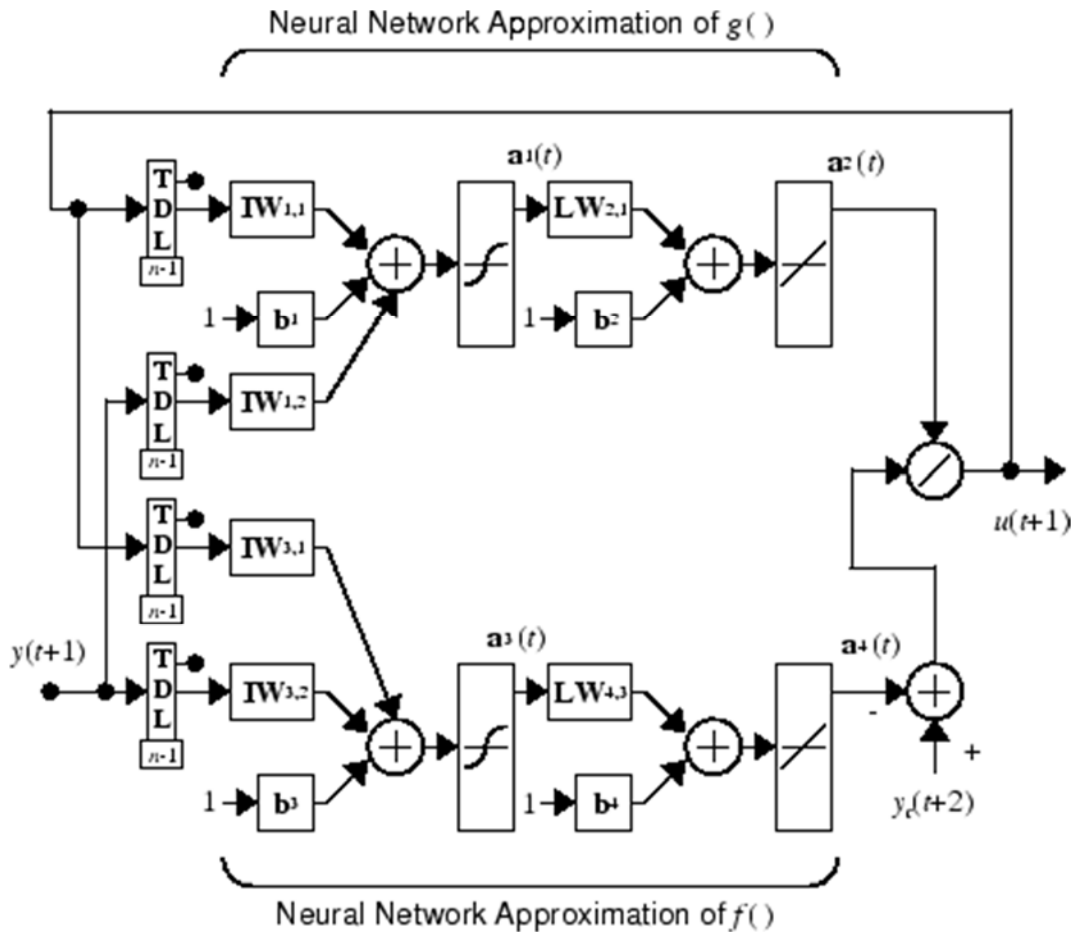 Neural Network Approximation of g( )
a1(t)
a2(t)
T
D
L
n-1
IW1,1
LW2,1
1
b1
1
b2
T
D
L
n-1
IW1,2
u(t+1)
T
D
L
n-1
IW3,1
y(t+1)
T
D
L
n-1
IW3,2
a3(t)
LW4,3
a4(t)
-
+
1
b3
1
b4
yr(t+2)
Neural Network Approximation of f( )